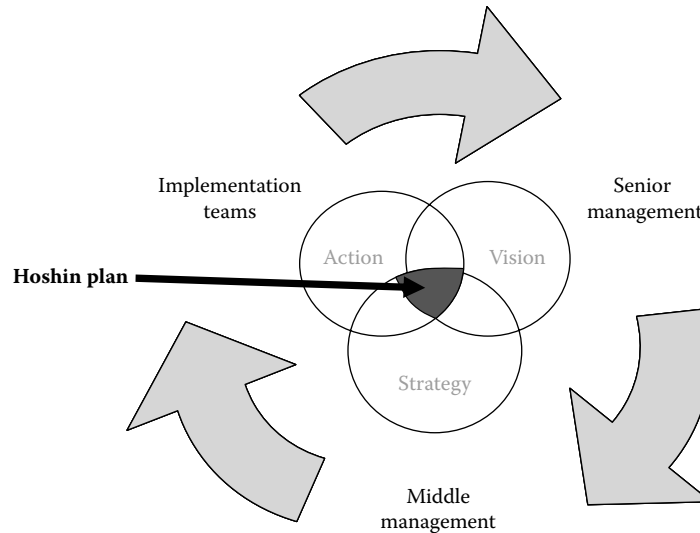 Implementation
teams
Senior
management
Action
Vision
Hoshin plan
Strategy
Middle
management